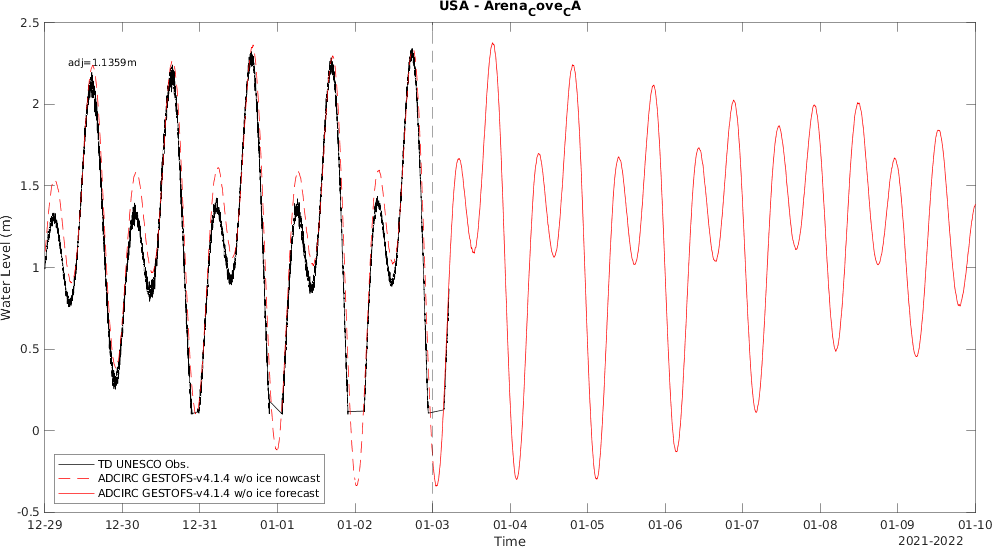 USA - ArenaCoveCA
2.5
adj=1.1359m
2
1.5
Water Level (m)
1
0.5
0
TD UNESCO Obs.
ADCIRC GESTOFS-v4.1.4 w/o ice nowcast
ADCIRC GESTOFS-v4.1.4 w/o ice forecast
-0.5
12-29 12-30 12-31 01-01 01-02 01-03 01-04 01-05 01-06 01-07 01-08 01-09 01-10
Time
2021-2022